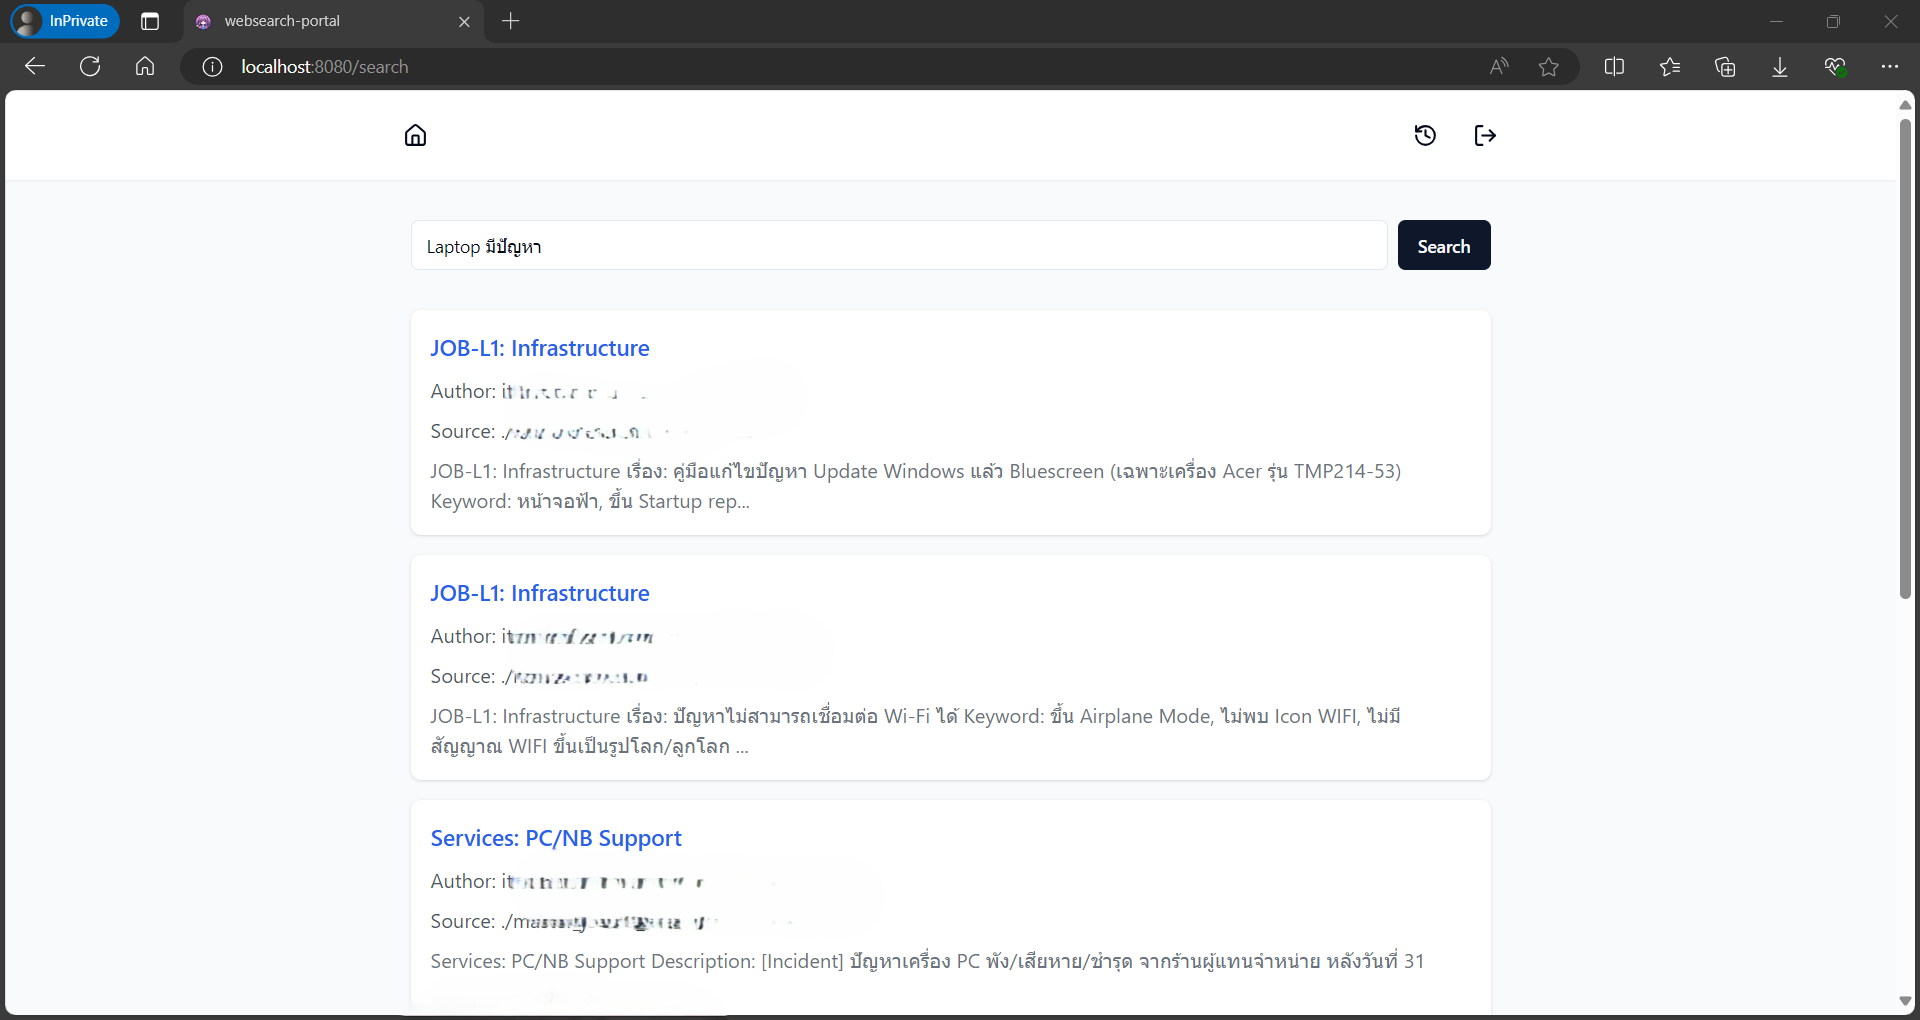 InPrivate
websearch-portal
localhost:8080/search
Laptop มีปัญหา
Search
JOB-L1: Infrastructure
Author:
Source:
JOB-L1: Infrastructure เรื่อง: คู่มือแก้ไขปัญหา Update Windows แล้ว Bluescreen (เฉพาะเครื่อง Acer รุ่น TMP214-53)
Keyword: หน้าจอฟ้า, ขึ้น Startup rep...
JOB-L1: Infrastructure
Author:
Source:
JOB-L1: Infrastructure เรื่อง: ปัญหาไม่สามารถเชื่อมต่อ Wi-Fi ได้ Keyword: ขึ้น Airplane Mode, ไม่พบ Icon WIFI, ไม่มี
สัญญาณ WIFI ขึ้นเป็นรูปโลก/ลูกโลก ...
Services: PC/NB Support
Author:
Source:
Services: PC/NB Support Description: [Incident] ปัญหาเครื่อง PC พัง/เสียหาย/ชำรุด จากร้านผู้แทนจำหน่าย หลังวันที่ 31